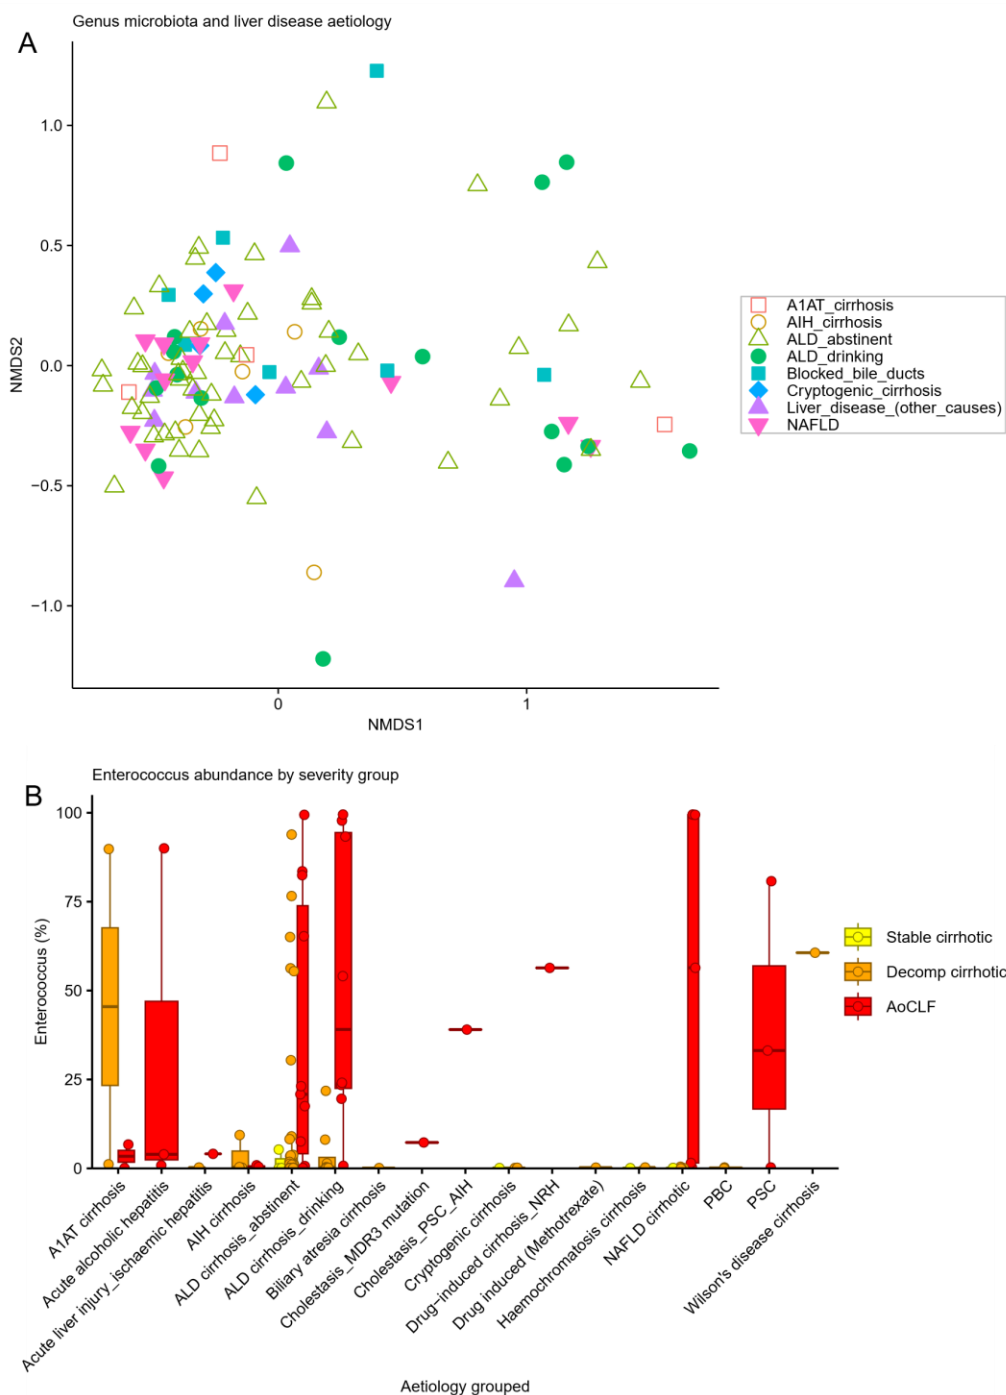 Genus microbiota and liver disease aetiology
A
1.0
0.5
0.0
−0.5
−1.0
NMDS2
0
1
NMDS1
A1AT_cirrhosis
AIH_cirrhosis
ALD_abstinent
ALD_drinking
Blocked_bile_ducts
Cryptogenic_cirrhosis
Liver_disease_(other_causes)
NAFLD
Enterococcus abundance by severity group
B
100
75
50
25
0
Enterococcus (%)
Stable cirrhotic
Decomp cirrhotic
AoCLF
A1AT cirrhosis
Acute alcoholic hepatitis
Acute liver injury_ischaemic hepatitis
AIH cirrhosis
ALD cirrhosis_abstinent
ALD cirrhosis_drinking
Biliary atresia cirrhosis
Cholestasis_MDR3 mutation
Cholestasis_PSC_AIH
Cryptogenic cirrhosis
Drug−induced cirrhosis_NRH
Drug induced (Methotrexate)
Haemochromatosis cirrhosis
NAFLD cirrhotic
PBC
PSC
Wilson's disease cirrhosis
Aetiology grouped